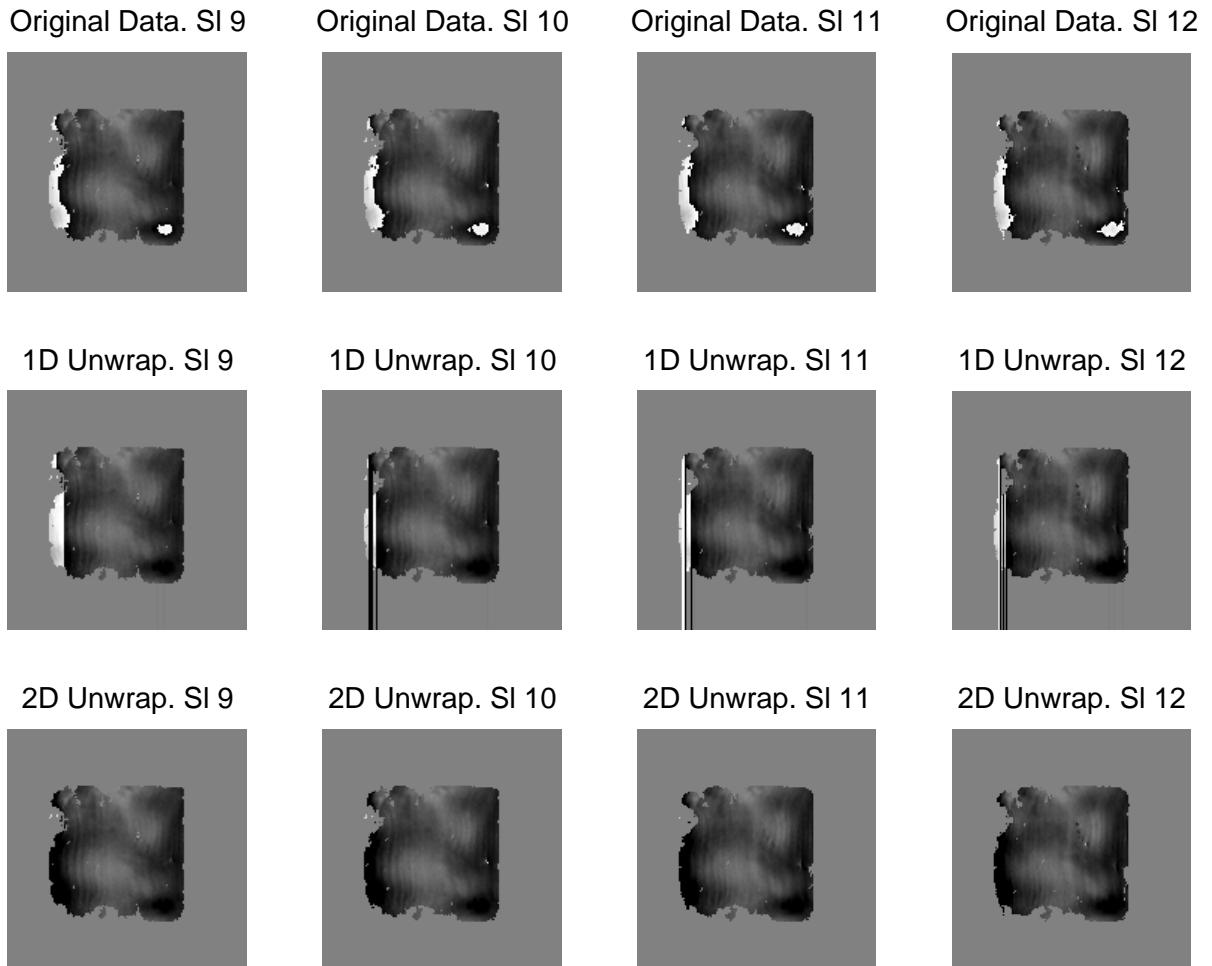 Original Data. Sl 9
Original Data. Sl 10
Original Data. Sl 11
Original Data. Sl 12
1D Unwrap. Sl 9
1D Unwrap. Sl 10
1D Unwrap. Sl 11
1D Unwrap. Sl 12
2D Unwrap. Sl 9
2D Unwrap. Sl 10
2D Unwrap. Sl 11
2D Unwrap. Sl 12